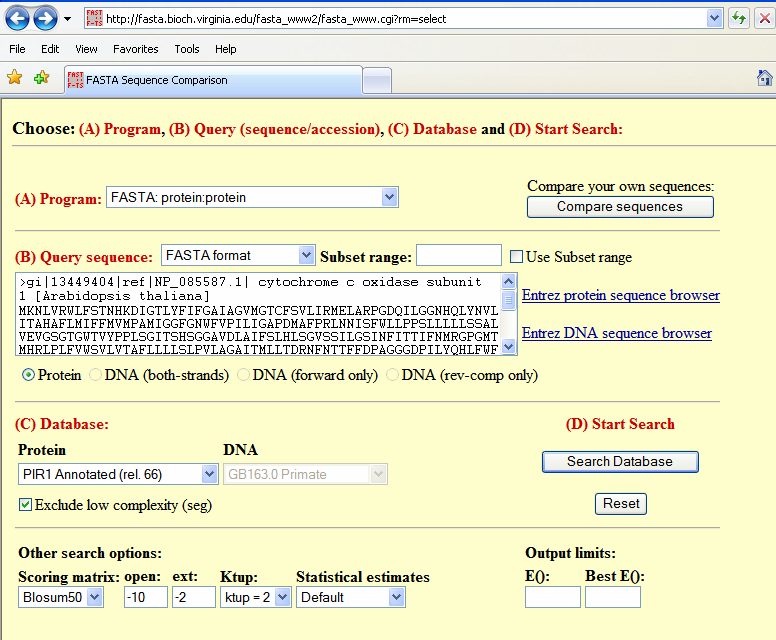 FAST F-TS http://fasta.bioch.virginia.edu/fasta_www2/fasta_www.cgi?rm=select
File Edit View Favorites Tools Help
FAST F-TS FASTA Sequence Comparison
Choose: (A) Program, (B) Query (sequence/accession), (C) Database and (D) Start Search:
Compare your own sequences:
(A) Program: FASTA: protein:protein Compare sequences
(B) Query sequence: FASTA format Subset range: Use Subset range
>gi|13449404|ref|NP_085587.1| cytochrome c oxidase subunit
1 [Arabidopsis thaliana]
MKNLVRWLFSTNHKDIGTLYFIFGAIAGVMGTCFSVLIRMELARPGDQILGGNHQLYNVL
ITAHAFLMIFFMVMPAMIGGFGNWFVPILIGAPDMAFPRLNNISFWLLPPSLLLLLSSAL
VEVGSGTGWTVYPPLSGITSHSGGAVDLAIFSLHLSGVSSILGSINFITTIFNMRGPGMT
MHRLPLFVWSVLVTAFLLLLSLPVLAGAITMLLTDRNFNTTFFDPAGGGDPILYQHLFWF
Entrez protein sequence browser
Entrez DNA sequence browser
Protein DNA (both-strands) DNA (forward only) DNA (rev-comp only)
(C) Database: (D) Start Search
Protein DNA
PIR1 Annotated (rel. 66) GB163.0 Primate Search Database
Exclude low complexity (seg) Reset
Other search options: Output limits:
Scoring matrix: open: ext: Ktup: Statistical estimates E(): Best E():
Blosum50 -10 -2 ktup = 2 Default